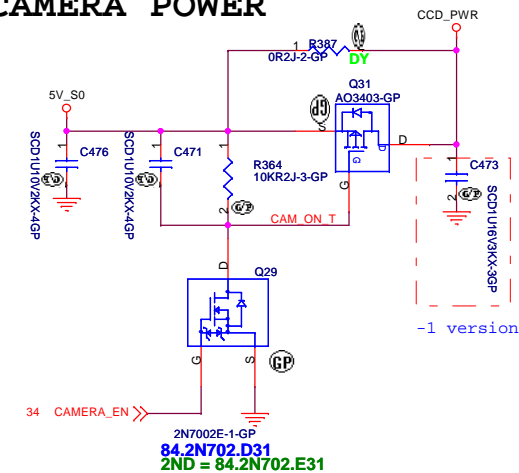 CAMERA POWER
CCD_PWR
1
R387
0R2J-2-GP
DY
Q31
AO3403-GP
GP
5V_S0
S
D
D
G
G
SCD1U10V2KX-4GP
1
C476
2
SCD1U10V2KX-4GP
1
C471
2
1
R364
10KR2J-3-GP
2
G/P
CAM_ON_T
1
C473
2
SCD1U16V3KX-3GP
-1 version
D
Q29
G
S
GP
34 CAMERA_EN
2N7002E-1-GP
84.2N702.D31
2ND = 84.2N702.E31